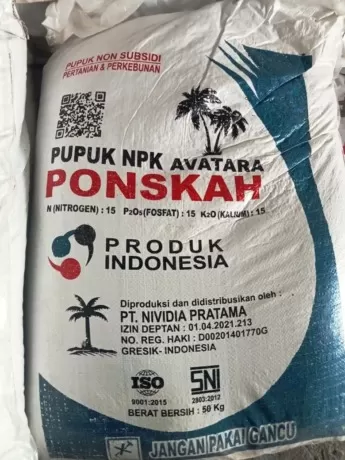 PUPUK NON SUBSIDI
PERTANIAN & PERKEBUNAN
PUPUK NPK AVATARA
PONSKAH
N (NITROGEN) : 15 P2O5 (FOSFAT) : 15 K2O (KALIUM) : 15
PRODUK
INDONESIA
Diproduksi dan didistribusikan oleh :
PT. NIVIDIA PRATAMA
IZIN DEPTAN : 01.04.2021.213
NO. REG. HAKI : D00201401770G
GRESIK- INDONESIA
ISO SNI
9001:2015 2803:2012
BERAT BERSIH : 50 Kg
JANGAN PAKAI GANCU